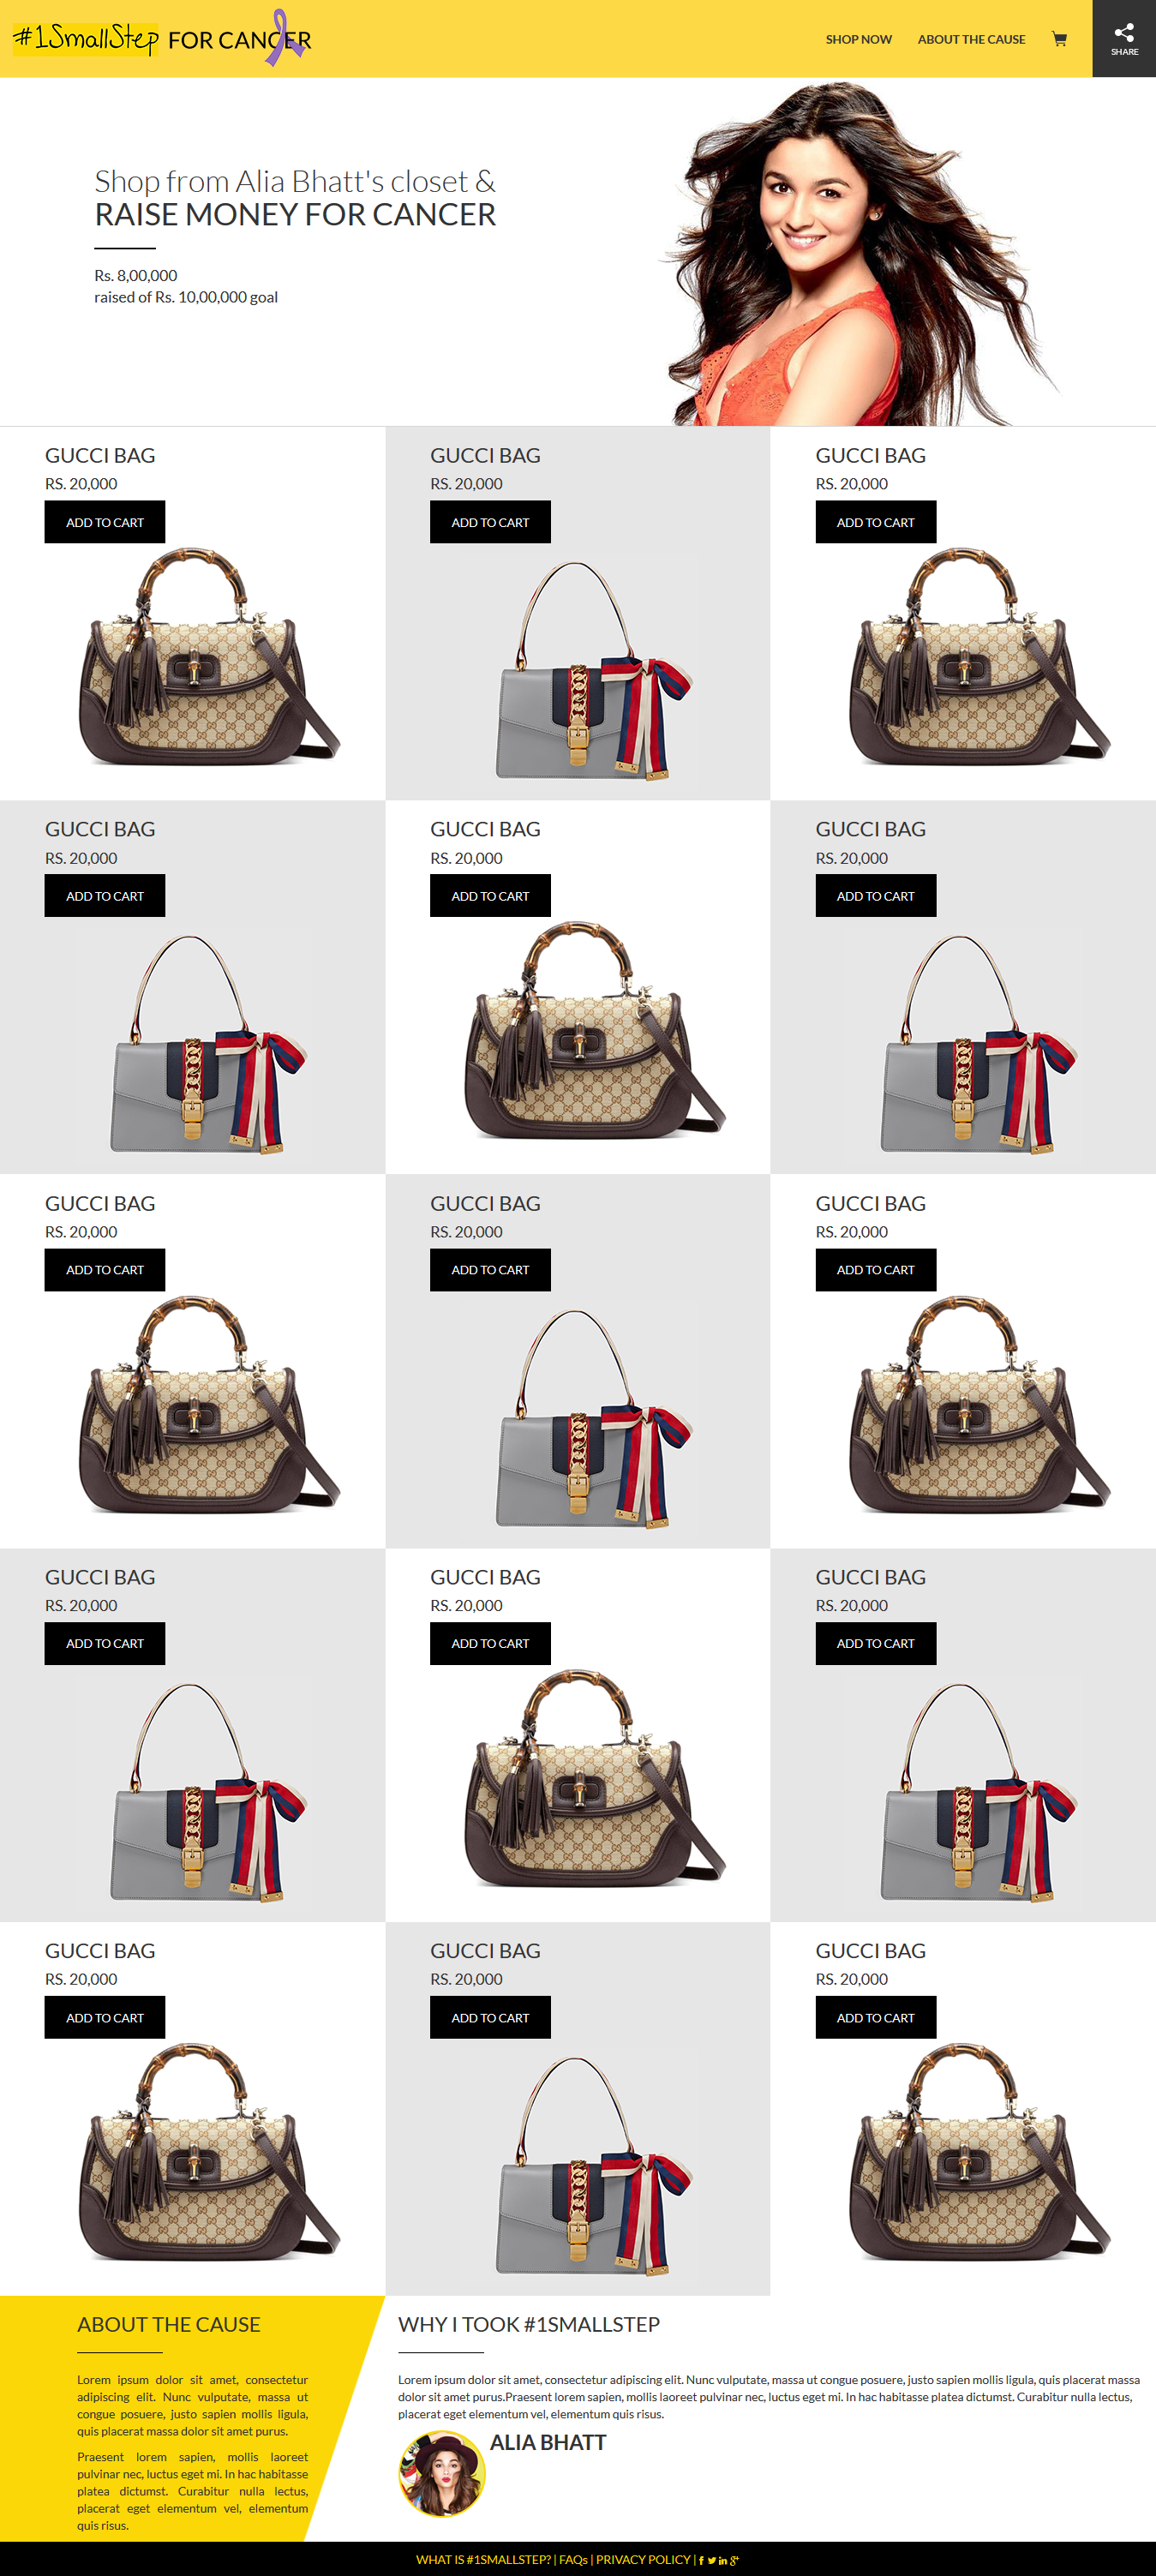 #1SmallStep FOR CANCER
SHOP NOW ABOUT THE CAUSE
SHARE
Shop from Alia Bhatt's closet &
RAISE MONEY FOR CANCER
Rs. 8,00,000
raised of Rs. 10,00,000 goal
GUCCI BAG
RS. 20,000
ADD TO CART
GUCCI BAG
RS. 20,000
ADD TO CART
GUCCI BAG
RS. 20,000
ADD TO CART
GUCCI BAG
RS. 20,000
ADD TO CART
GUCCI BAG
RS. 20,000
ADD TO CART
GUCCI BAG
RS. 20,000
ADD TO CART
GUCCI BAG
RS. 20,000
ADD TO CART
GUCCI BAG
RS. 20,000
ADD TO CART
GUCCI BAG
RS. 20,000
ADD TO CART
GUCCI BAG
RS. 20,000
ADD TO CART
GUCCI BAG
RS. 20,000
ADD TO CART
GUCCI BAG
RS. 20,000
ADD TO CART
GUCCI BAG
RS. 20,000
ADD TO CART
GUCCI BAG
RS. 20,000
ADD TO CART
GUCCI BAG
RS. 20,000
ADD TO CART
ABOUT THE CAUSE
Lorem ipsum dolor sit amet, consectetur
adipiscing elit. Nunc vulputate, massa ut
congue posuere, justo sapien mollis ligula,
quis placerat massa dolor sit amet purus.
Praesent lorem sapien, mollis laoreet
pulvinar nec, luctus eget mi. In hac habitasse
platea dictumst. Curabitur nulla lectus,
placerat eget elementum vel, elementum
quis risus.
WHY I TOOK #1SMALLSTEP
Lorem ipsum dolor sit amet, consectetur adipiscing elit. Nunc vulputate, massa ut congue posuere, justo sapien mollis ligula, quis placerat massa
dolor sit amet purus.Praesent lorem sapien, mollis laoreet pulvinar nec, luctus eget mi. In hac habitasse platea dictumst. Curabitur nulla lectus,
placerat eget elementum vel, elementum quis risus.
ALIA BHATT
WHAT IS #1SMALLSTEP? | FAQs | PRIVACY POLICY |